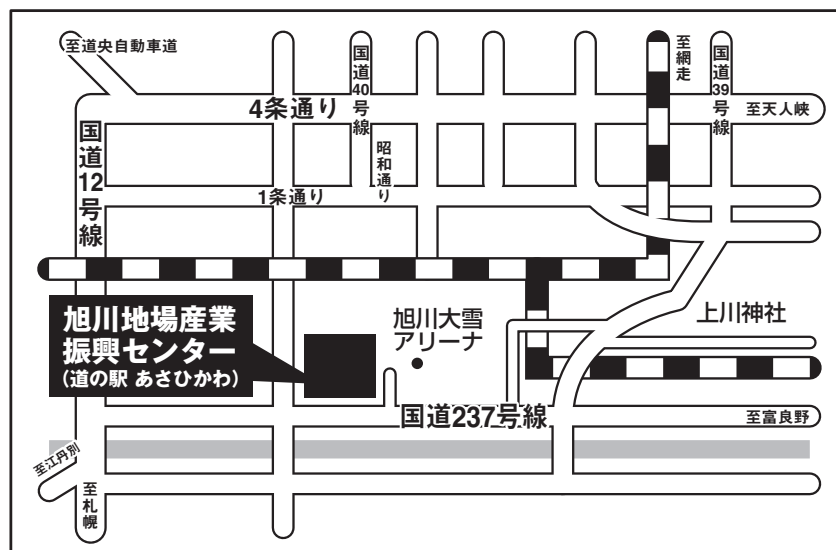 至道央自動車道
国道40号線
至網走
国道39号線
4条通り
至天人峡
国道12号線
昭和通り
1条通り
旭川地場産業
振興センター
(道の駅 あさひかわ)
旭川大雪
アリーナ
上川神社
国道237号線
至富良野
至江丹別
至札幌